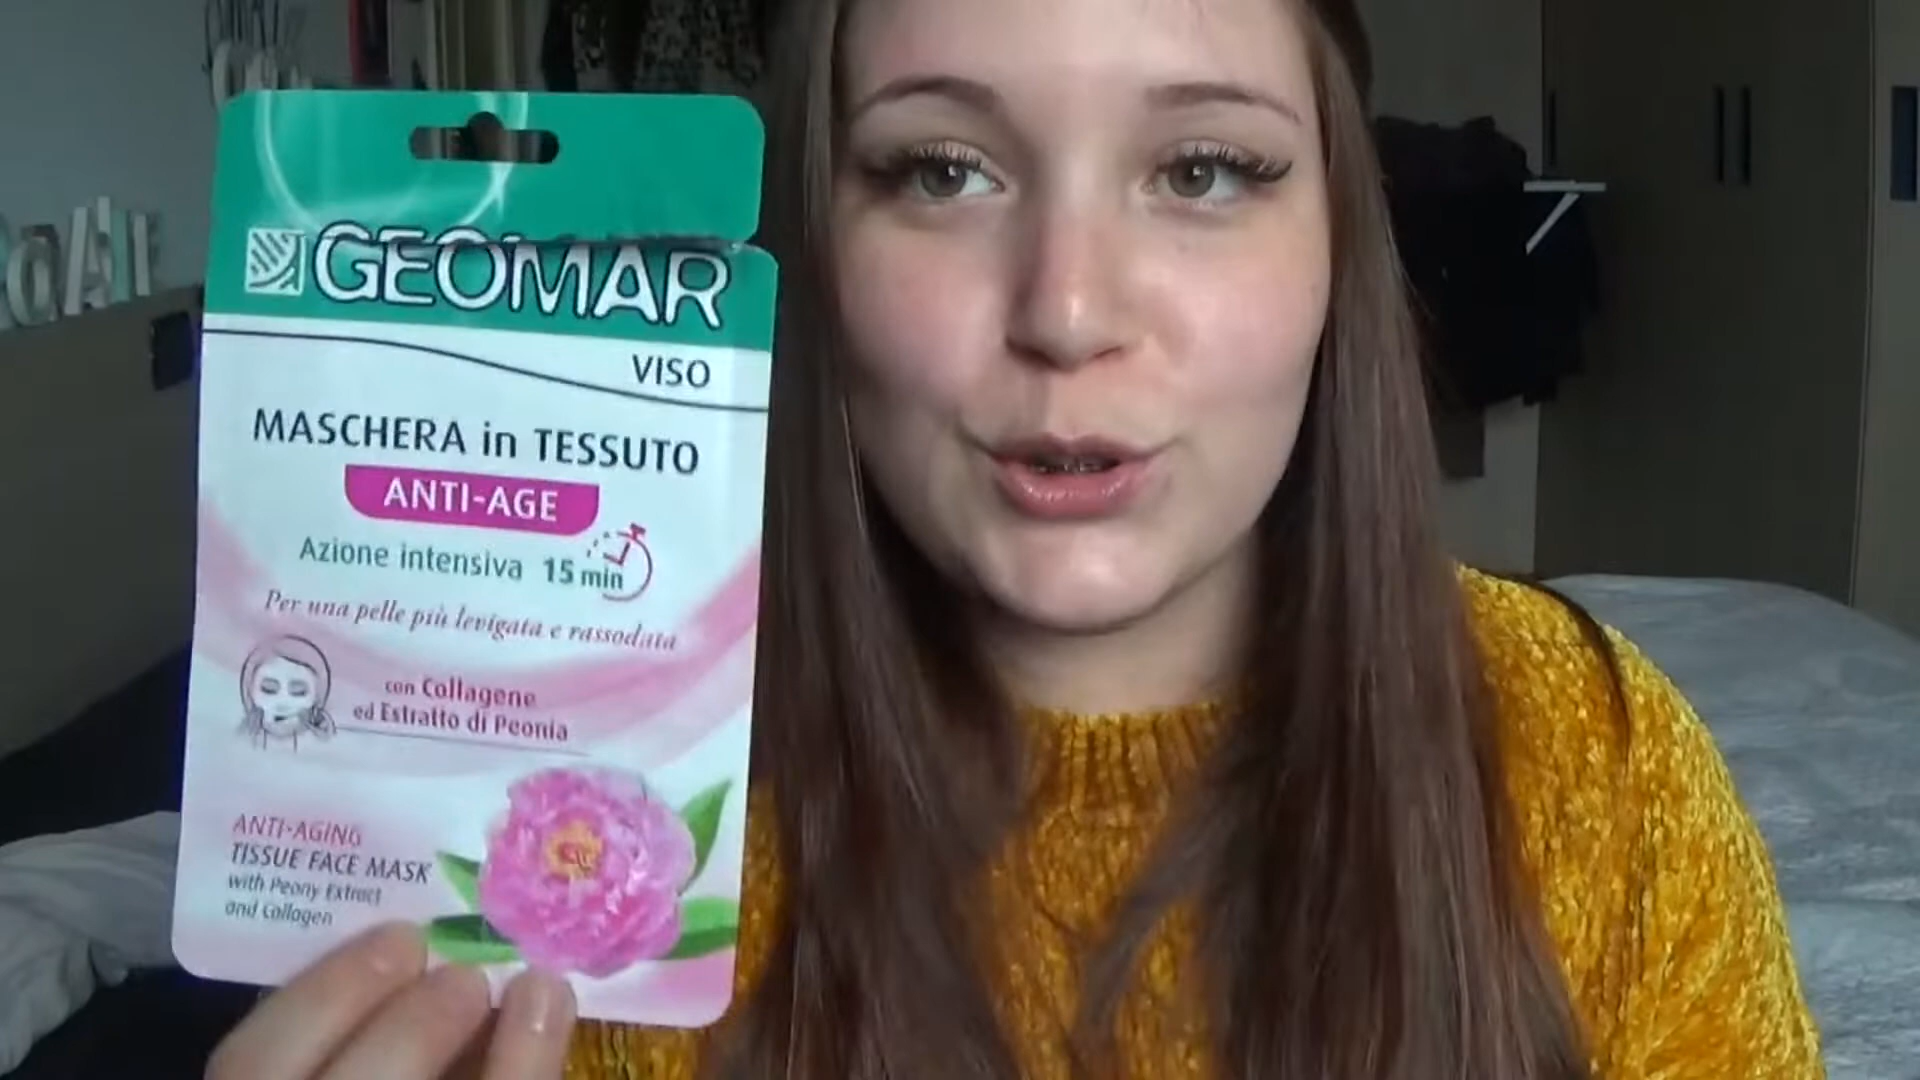 GEOMAR
VISO
MASCHERA in TESSUTO
ANTI-AGE
Azione intensiva 15 min
Per una pelle più levigata e rassodata
con Collagene
ed Estratto di Peonia
ANTI-AGING
TISSUE FACE MASK
with Peony Extract
and Collagen